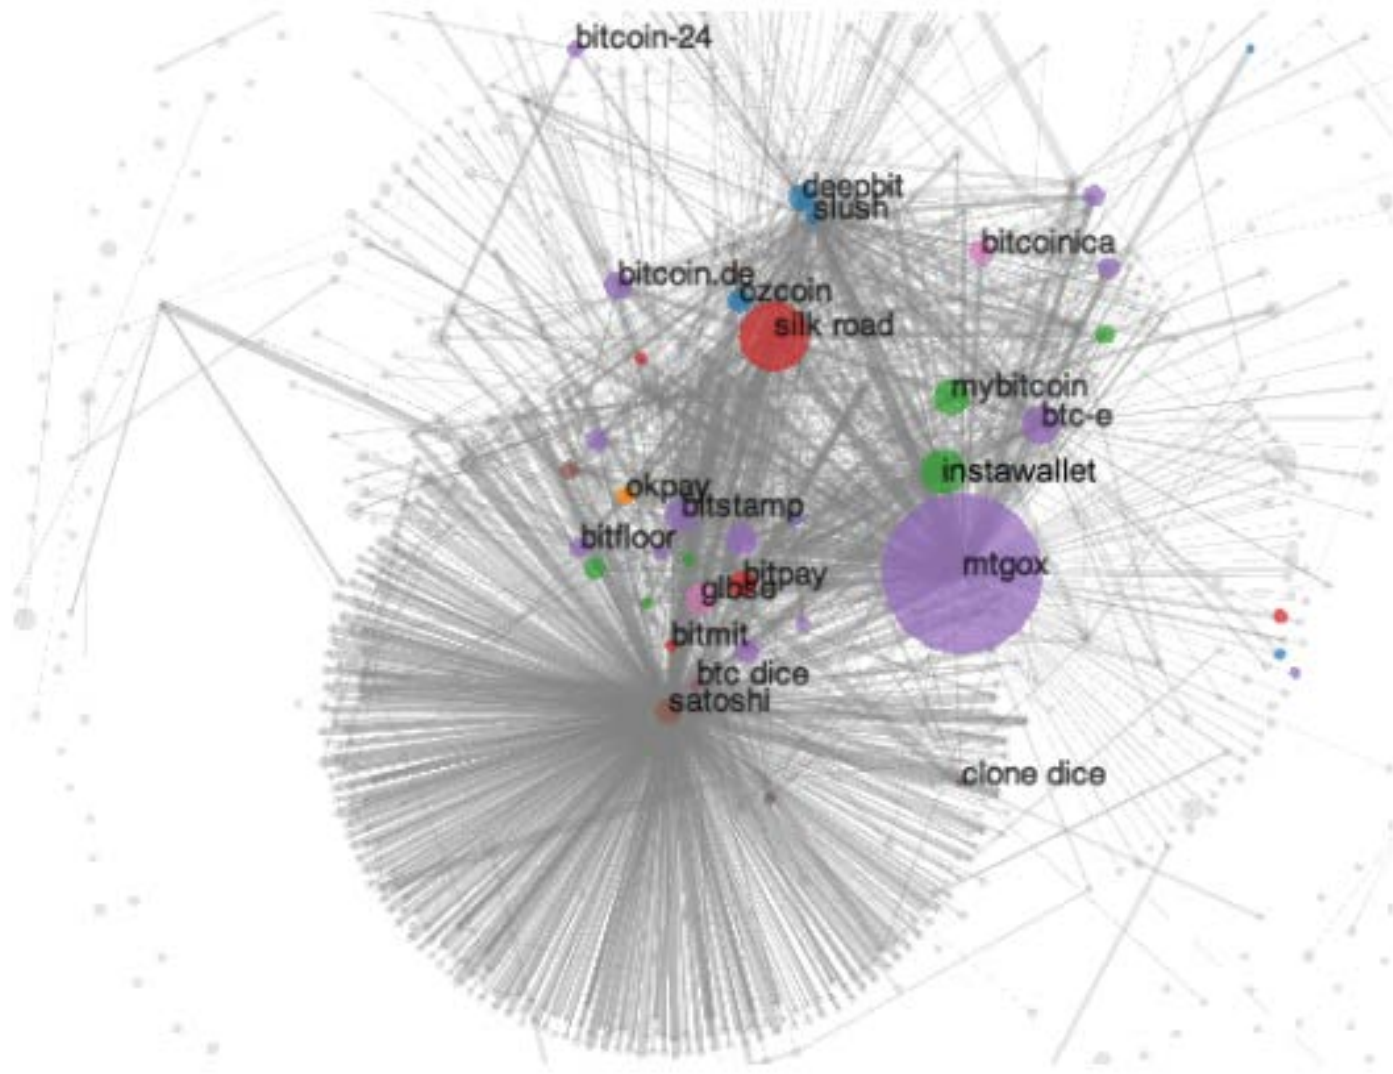 bitcoin-24
deepbit
slush
bitcoinica
bitcoin.de
ozcoin
silk road
mybitcoin
btc-e
instawallet
okpay
bitstamp
bitfloor
mtgox
bitpay
glbse
bitmit
btc dice
satoshi
clone dice